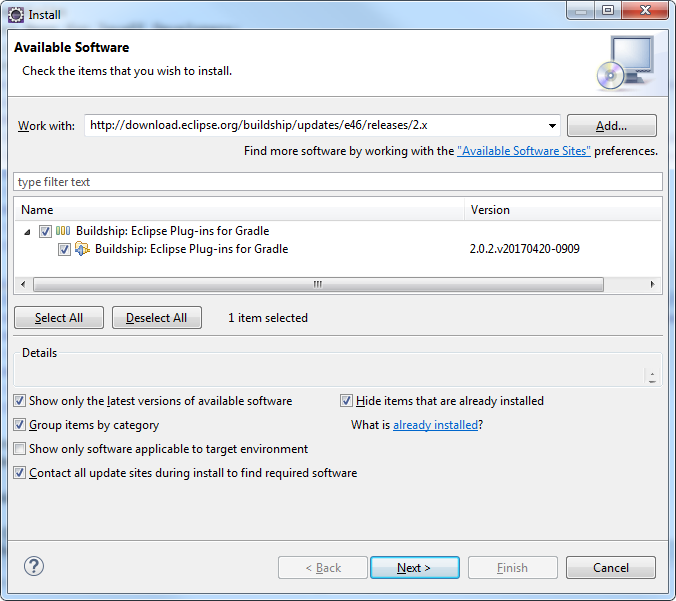 Install
Available Software
Check the items that you wish to install.
Work with: http://download.eclipse.org/buildship/updates/e46/releases/2.x Add...
Find more software by working with the "Available Software Sites" preferences.
type filter text
Name Version
Buildship: Eclipse Plug-ins for Gradle
Buildship: Eclipse Plug-ins for Gradle 2.0.2.v20170420-0909
Select All Deselect All 1 item selected
Details
Show only the latest versions of available software Hide items that are already installed
Group items by category What is already installed?
Show only software applicable to target environment
Contact all update sites during install to find required software
? < Back Next > Finish Cancel